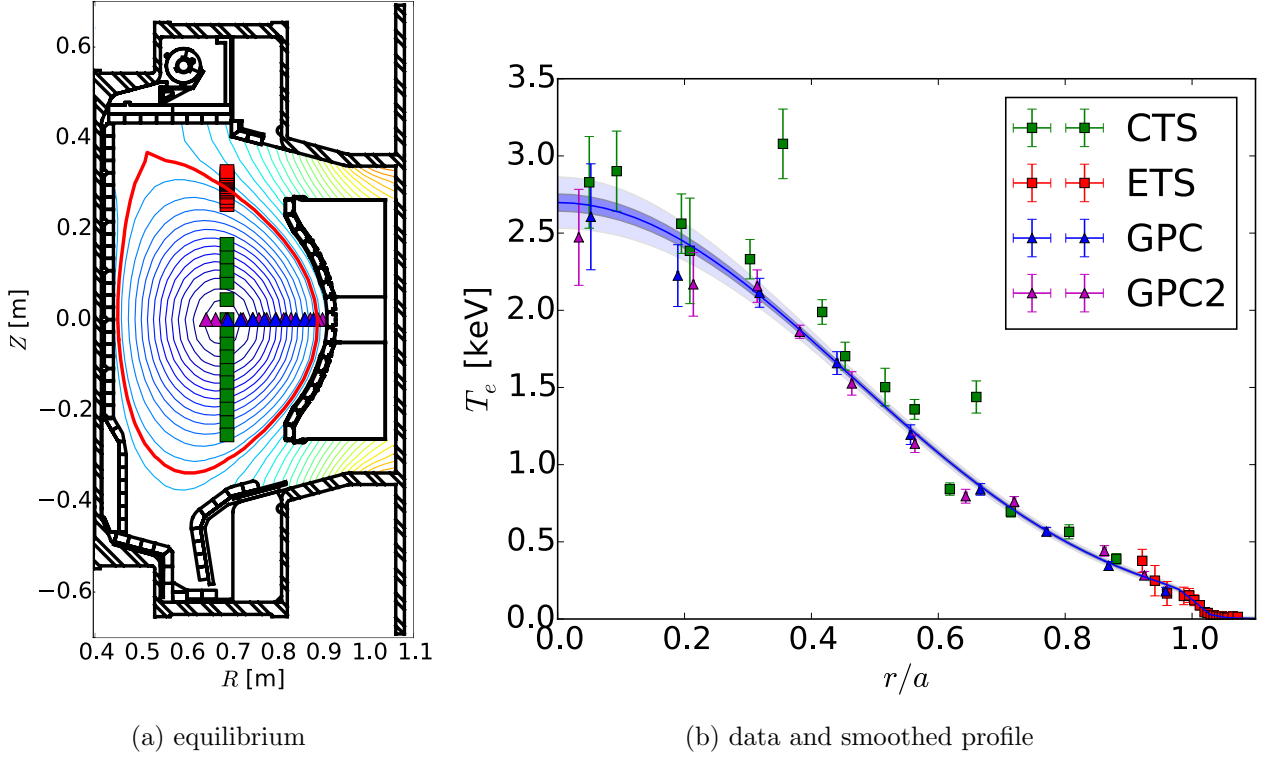 0.6
0.4
0.2
0.0
−0.2
−0.4
−0.6
Z [m]
0.4 0.5 0.6 0.7 0.8 0.9 1.0 1.1
R [m]
(a) equilibrium
3.5
3.0
2.5
2.0
1.5
1.0
0.5
0.0
T_e [keV]
0.0 0.2 0.4 0.6 0.8 1.0
r/a
CTS
ETS
GPC
GPC2
(b) data and smoothed profile